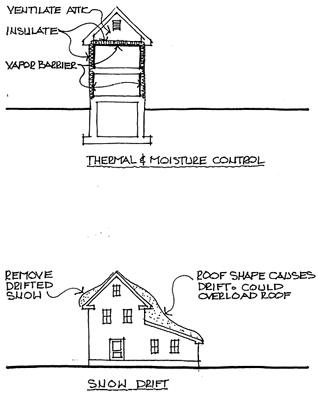 VENTILATE ATTIC
INSULATE
VAPOR BARRIER
THERMAL & MOISTURE CONTROL
REMOVE
DRIFTED
SNOW
ROOF SHAPE CAUSES
DRIFT. COULD
OVERLOAD ROOF
SNOW DRIFT